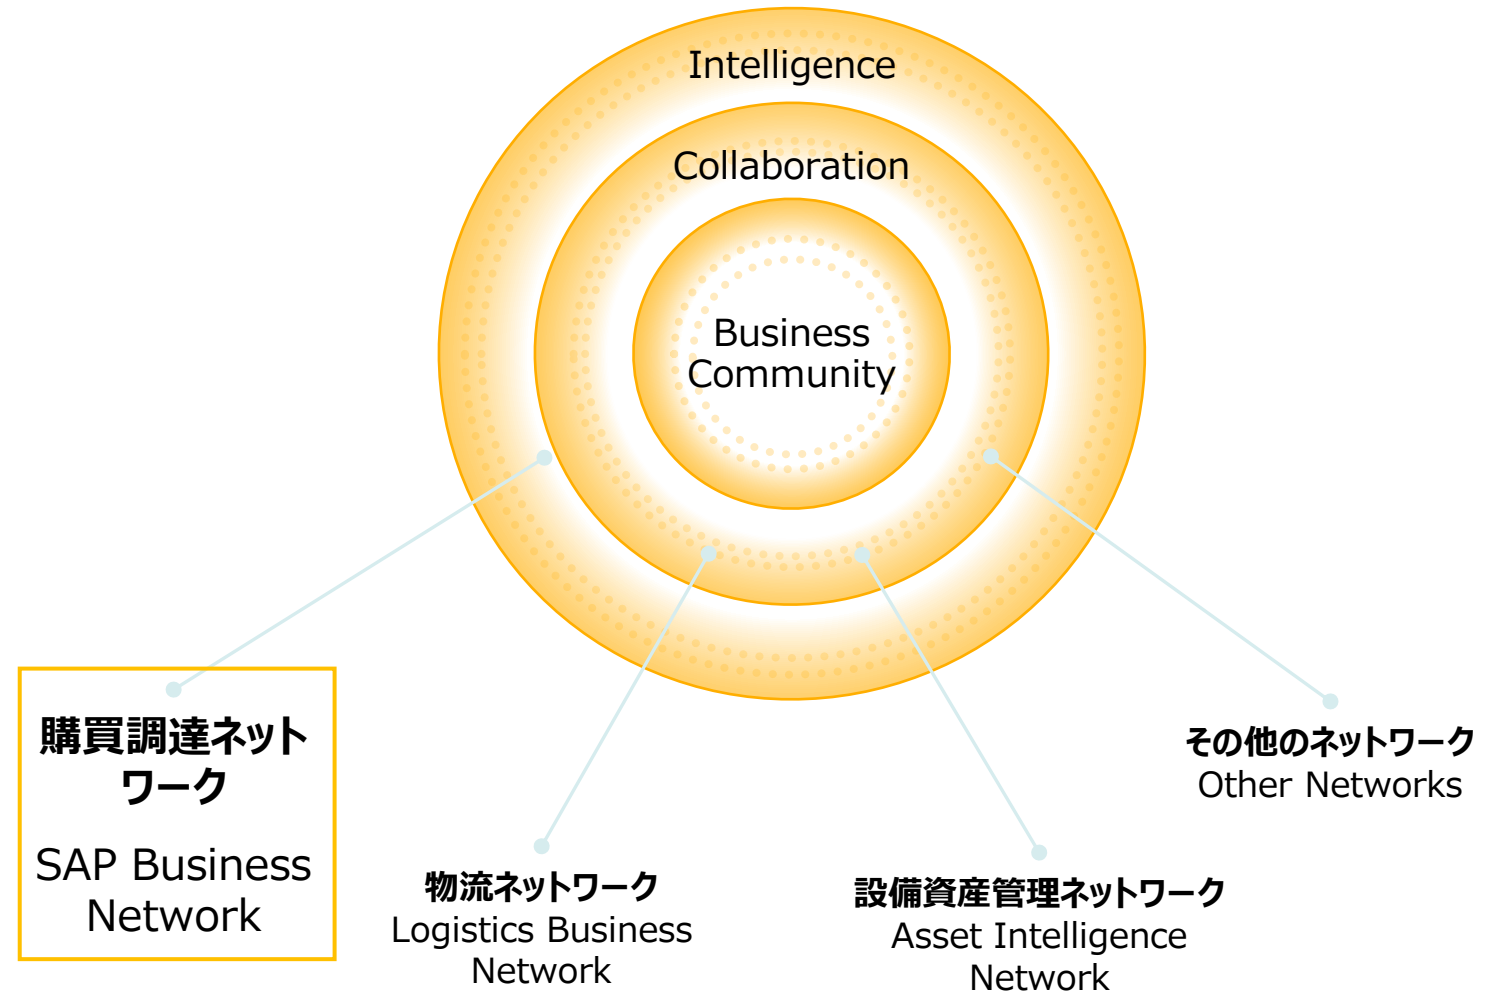 Intelligence
Collaboration
Business
Community
購買調達ネット
ワーク
SAP Business
Network
物流ネットワーク
Logistics Business
Network
設備資産管理ネットワーク
Asset Intelligence
Network
その他のネットワーク
Other Networks